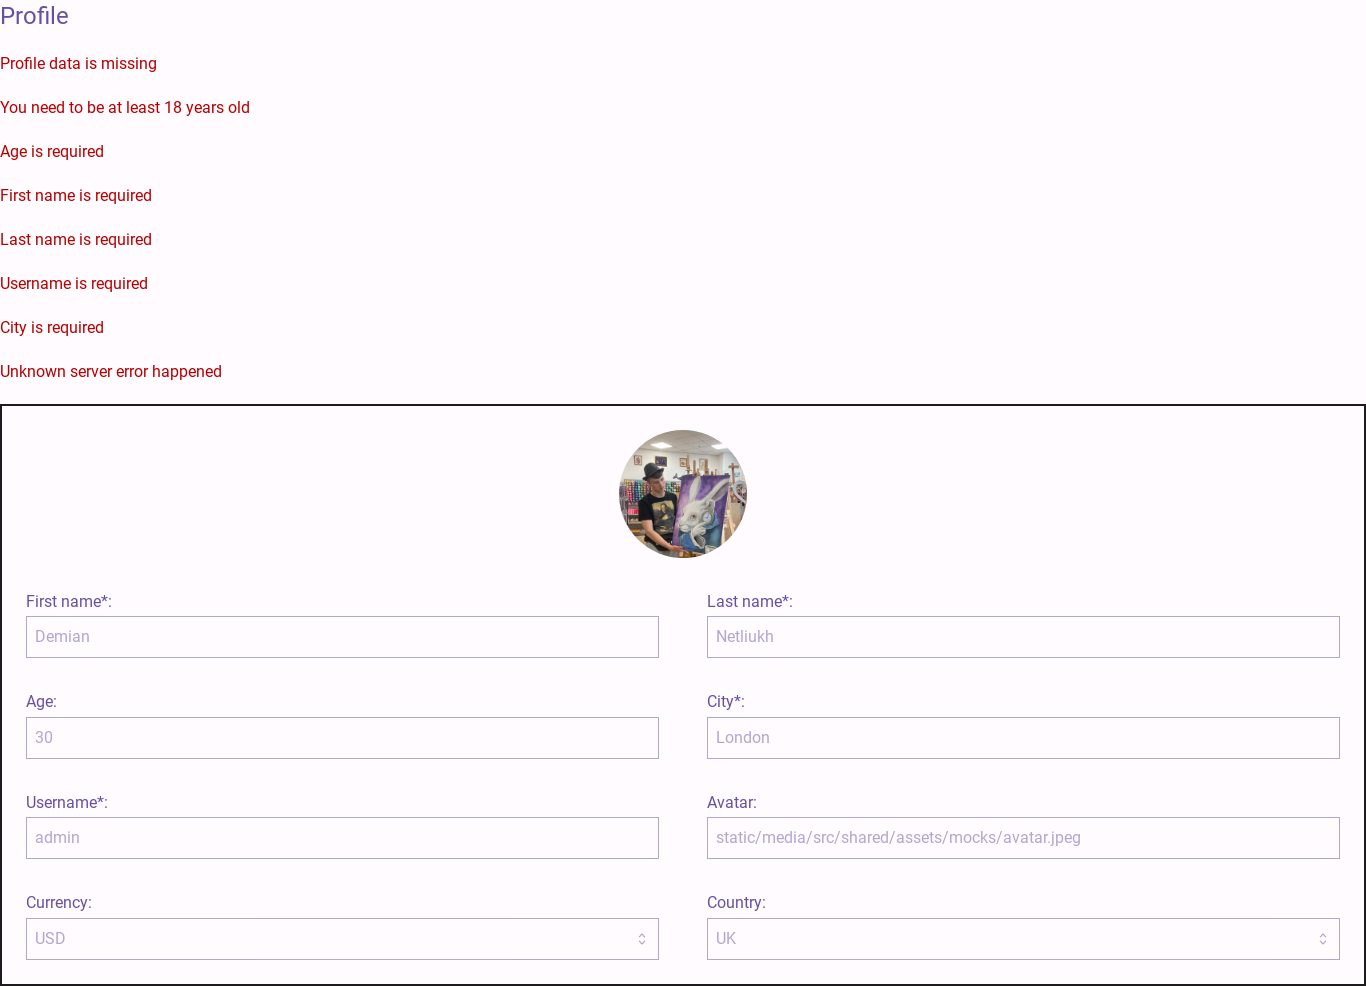 Profile
Profile data is missing
You need to be at least 18 years old
Age is required
First name is required
Last name is required
Username is required
City is required
Unknown server error happened
First name*:
Last name*:
Demian
Netliukh
Age:
City*:
30
London
Username*:
Avatar:
admin
static/media/src/shared/assets/mocks/avatar.jpeg
Currency:
Country:
USD
UK